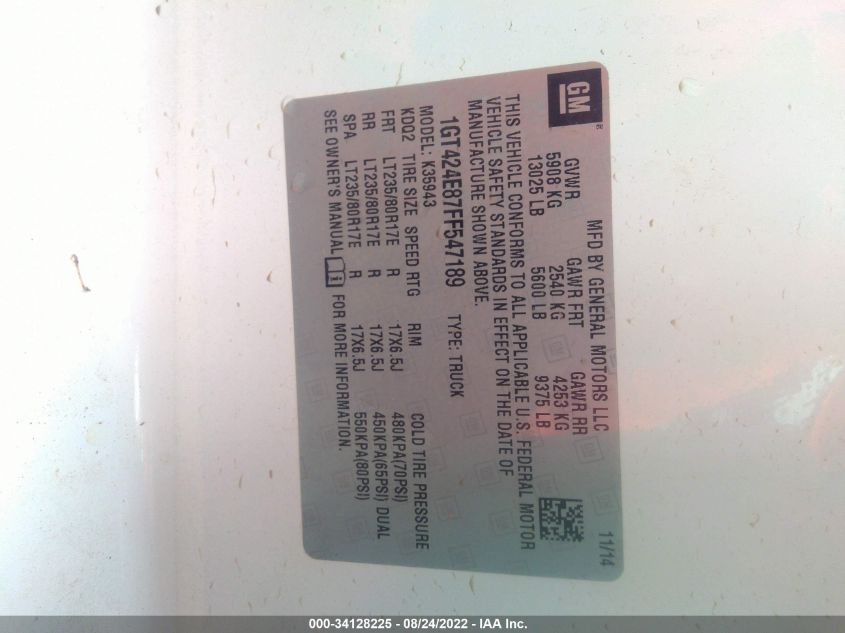 GM
MFD BY GENERAL MOTORS LLC 11/14
GVWR GAWR FRT GAWR RR
5908 KG 2540 KG 4253 KG
13025 LB 5600 LB 9375 LB
THIS VEHICLE CONFORMS TO ALL APPLICABLE U.S. FEDERAL MOTOR
VEHICLE SAFETY STANDARDS IN EFFECT ON THE DATE OF
MANUFACTURE SHOWN ABOVE.
1GT424E87FF547189 TYPE: TRUCK
MODEL: K35943
KDQ2 TIRE SIZE SPEED RTG RIM COLD TIRE PRESSURE
FRT LT235/80R17E R 17X6.5J 480KPA(70PSI)
RR LT235/80R17E R 17X6.5J 450KPA(65PSI) DUAL
SPA LT235/80R17E R 17X6.5J 550KPA(80PSI)
SEE OWNER'S MANUAL FOR MORE INFORMATION.
000-34128225 - 08/24/2022 - IAA Inc.